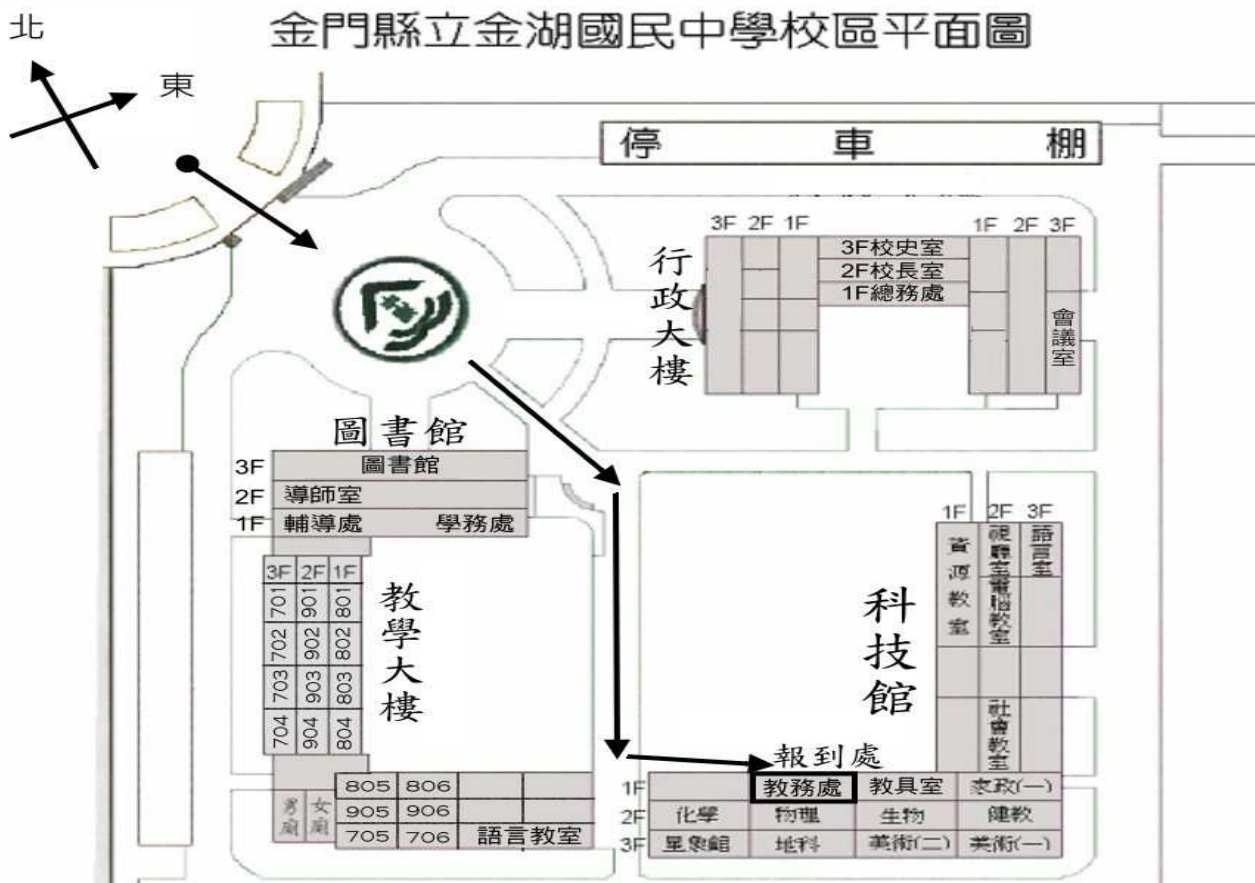 北
金門縣立金湖國民中學校區平面圖
東
停 車 棚
3F 2F 1F
1F 2F 3F
行政大樓
3F校史室
2F校長室
1F總務處
會議室
圖書館
3F 圖書館
2F 導師室
1F 輔導處 學務處
3F 2F 1F
701 901 801
702 902 802
703 903 803
704 904 804
教學大樓
1F 2F 3F
資源教室
視聽室
語言室
電腦教室
社會教室
科技館
報到處
男廁
女廁
805 806
905 906
705 706 語言教室
1F 教務處 教具室 家政(一)
2F 化學 物理 生物 健教
3F 星象館 地科 美術(二) 美術(一)